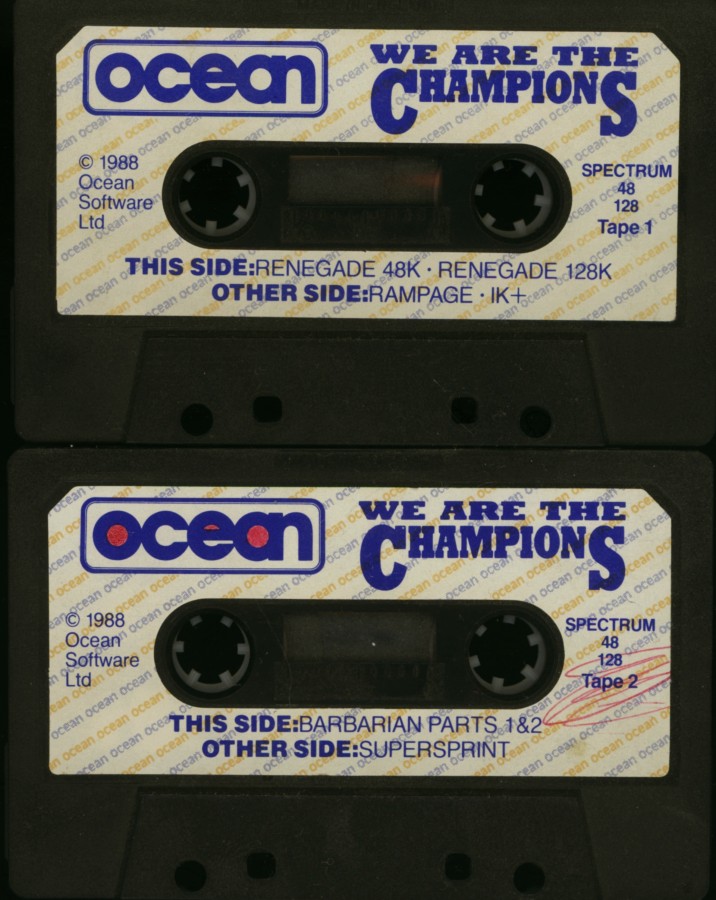 ocean
WE ARE THE
CHAMPIONS
© 1988
Ocean
Software
Ltd
SPECTRUM
48
128
Tape 1
THIS SIDE:RENEGADE 48K · RENEGADE 128K
OTHER SIDE:RAMPAGE · IK+
ocean
WE ARE THE
CHAMPIONS
© 1988
Ocean
Software
Ltd
SPECTRUM
48
128
Tape 2
THIS SIDE:BARBARIAN PARTS 1&2
OTHER SIDE:SUPERSPRINT